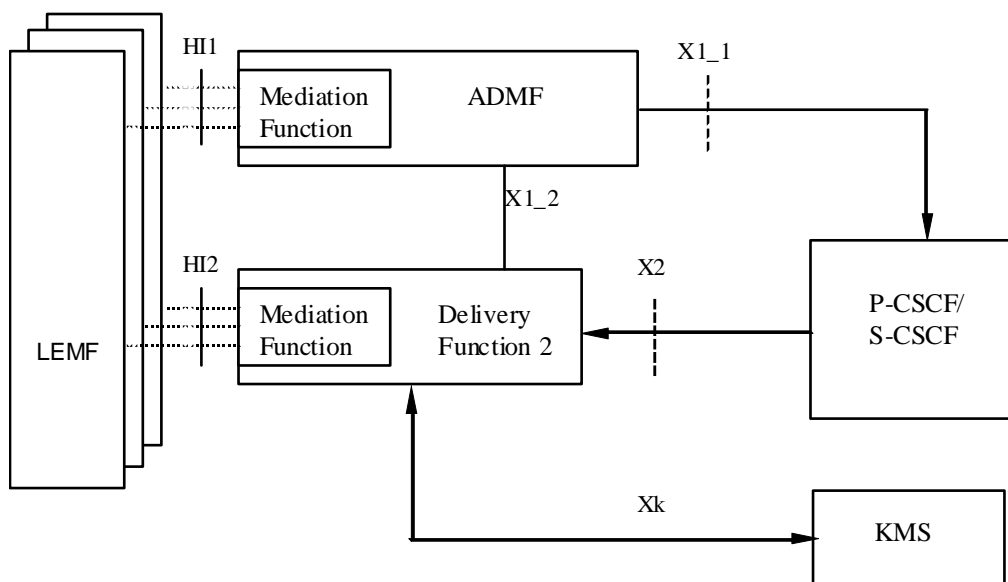 HI1
X1_1
Mediation
Function
ADMF
X1_2
HI2
X2
Mediation
Function
Delivery
Function 2
P-CSCF/
S-CSCF
LEMF
Xk
KMS